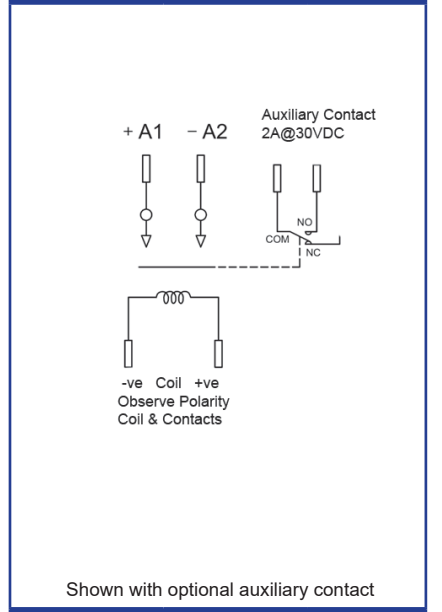 Auxiliary Contact
2A@30VDC
+ A1 − A2
NO
COM
NC
-ve Coil +ve
Observe Polarity
Coil & Contacts
Shown with optional auxiliary contact